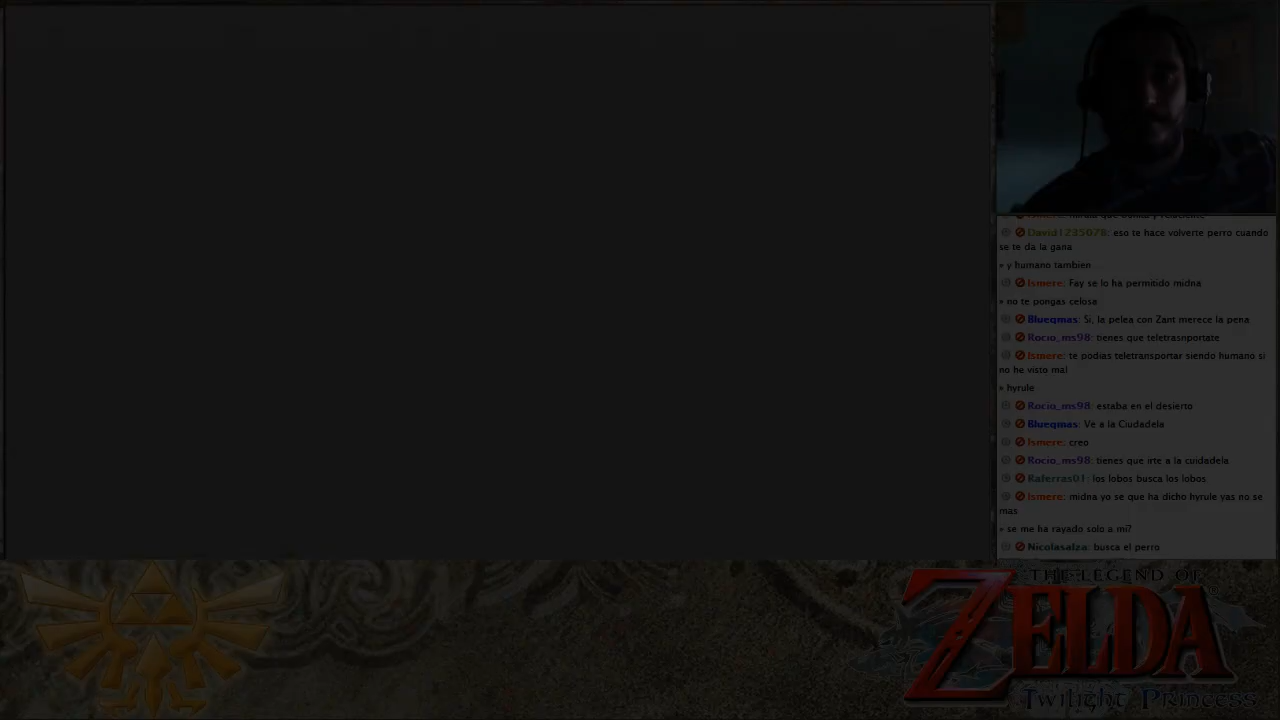 David1235078: eso te hace volverte perro cuando
se te da la gana
» y humano tambien
Ismere: Fay se lo ha permitido midna
» no te pongas celosa
Blueqmas: Si, la pelea con Zant merece la pena
Rocio_ms98: tienes que teletrasnportate
Ismere: te podias teletransportar siendo humano si
no he visto mal
» hyrule
Rocio_ms98: estaba en el desierto
Blueqmas: Ve a la Ciudadela
Ismere: creo
Rocio_ms98: tienes que irte a la cuidadela
Raferras01: los lobos busca los lobos
Ismere: midna yo se que ha dicho hyrule yas no se
mas
» se me ha rayado solo a mi?
Nicolasalza: busca el perro
THE LEGEND OF
ZELDA
Twilight Princess